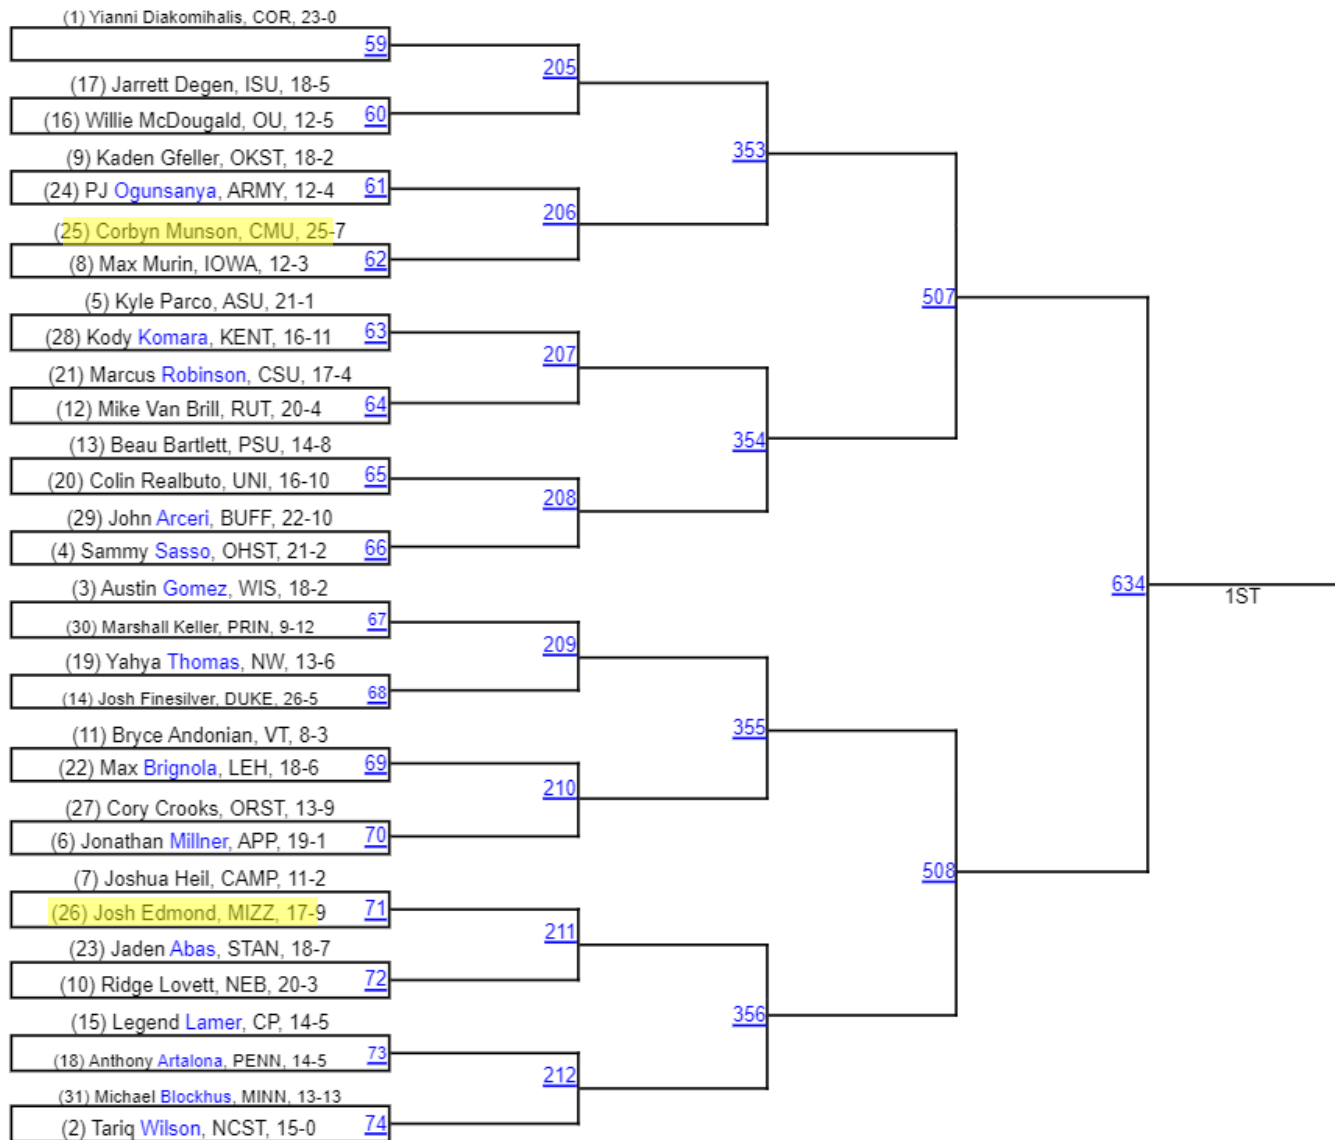 (1) Yianni Diakomihalis, COR, 23-0
59
205
(17) Jarrett Degen, ISU, 18-5
(16) Willie McDougald, OU, 12-5 60
353
(9) Kaden Gfeller, OKST, 18-2
(24) PJ Ogunsanya, ARMY, 12-4 61
206
(25) Corbyn Munson, CMU, 25-7
(8) Max Murin, IOWA, 12-3 62
507
(5) Kyle Parco, ASU, 21-1
(28) Kody Komara, KENT, 16-11 63
207
(21) Marcus Robinson, CSU, 17-4
(12) Mike Van Brill, RUT, 20-4 64
354
(13) Beau Bartlett, PSU, 14-8
(20) Colin Realbuto, UNI, 16-10 65
208
(29) John Arceri, BUFF, 22-10
(4) Sammy Sasso, OHST, 21-2 66
634
1ST
(3) Austin Gomez, WIS, 18-2
(30) Marshall Keller, PRIN, 9-12 67
209
(19) Yahya Thomas, NW, 13-6
(14) Josh Finesilver, DUKE, 26-5 68
355
(11) Bryce Andonian, VT, 8-3
(22) Max Brignola, LEH, 18-6 69
210
(27) Cory Crooks, ORST, 13-9
(6) Jonathan Millner, APP, 19-1 70
508
(7) Joshua Heil, CAMP, 11-2
(26) Josh Edmond, MIZZ, 17-9 71
211
(23) Jaden Abas, STAN, 18-7
(10) Ridge Lovett, NEB, 20-3 72
356
(15) Legend Lamer, CP, 14-5
(18) Anthony Artalona, PENN, 14-5 73
212
(31) Michael Blockhus, MINN, 13-13
(2) Tariq Wilson, NCST, 15-0 74